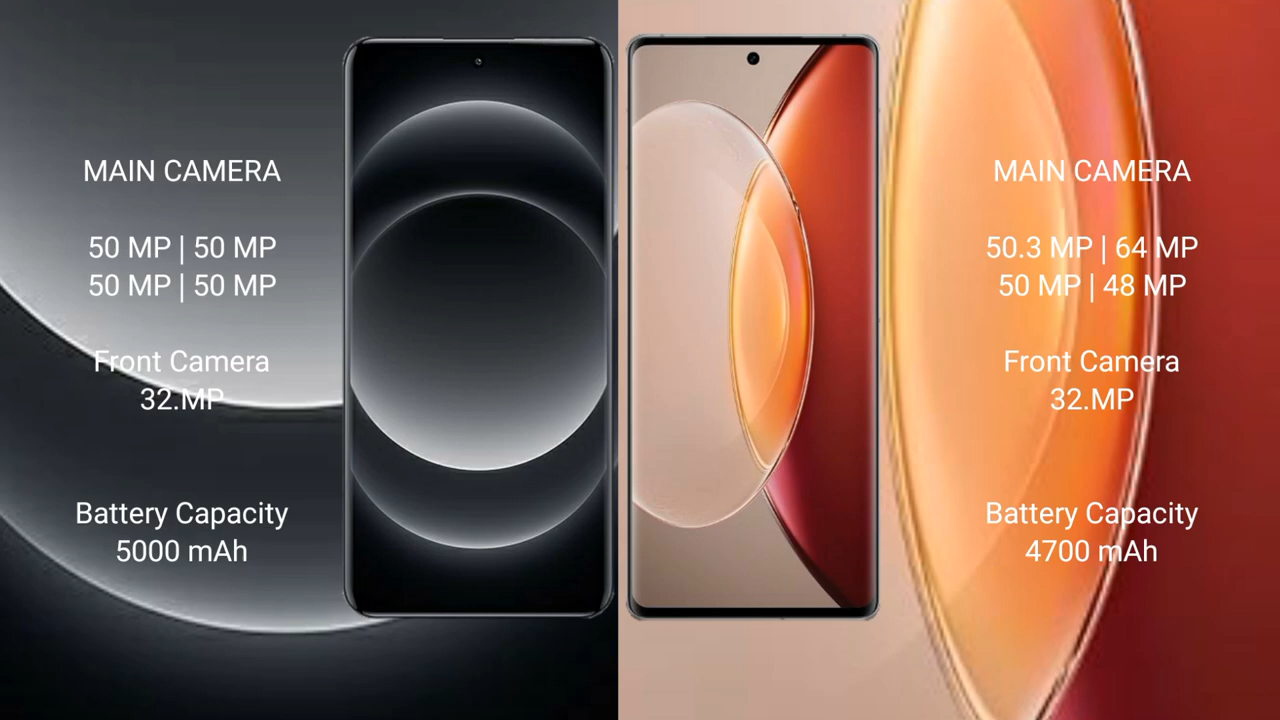 MAIN CAMERA
50 MP | 50 MP
50 MP | 50 MP
Front Camera
32.MP
Battery Capacity
5000 mAh
MAIN CAMERA
50.3 MP | 64 MP
50 MP | 48 MP
Front Camera
32.MP
Battery Capacity
4700 mAh